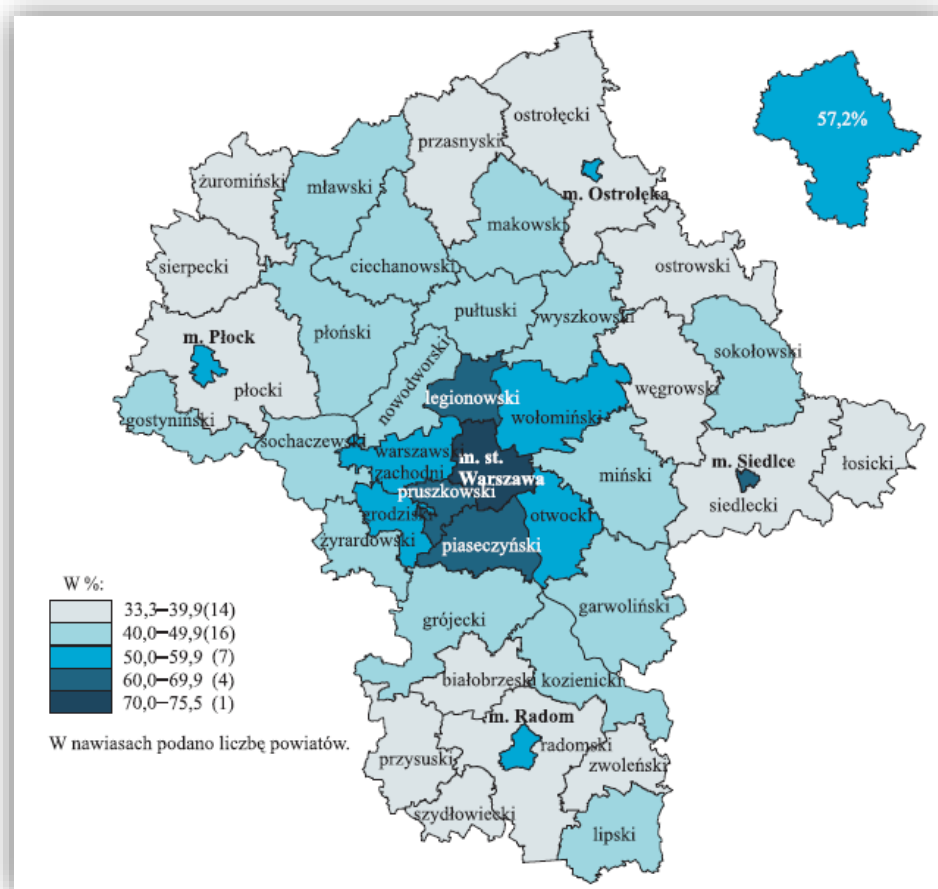 ostrołęcki
57,2%
przasnyski
żuromiński
mławski
m. Ostrołęka
makowski
sierpecki
ciechanowski
ostrowski
pułtuski
wyszkowski
płoński
m. Płock
sokołowski
nowodworski
płocki
węgrowski
legionowski
gostyniński
wołomiński
sochaczewski
warszawski
zachodni
m. st.
Warszawa
miński
m. Siedlce
łosicki
pruszkowski
siedlecki
grodziski
otwocki
żyrardowski
piaseczyński
W %:
33,3–39,9(14)
40,0–49,9(16)
50,0–59,9 (7)
60,0–69,9 (4)
70,0–75,5 (1)
W nawiasach podano liczbę powiatów.
garwoliński
grójecki
białobrzeski
kozienicki
m. Radom
radomski
przysuski
zwoleński
szydłowiecki
lipski